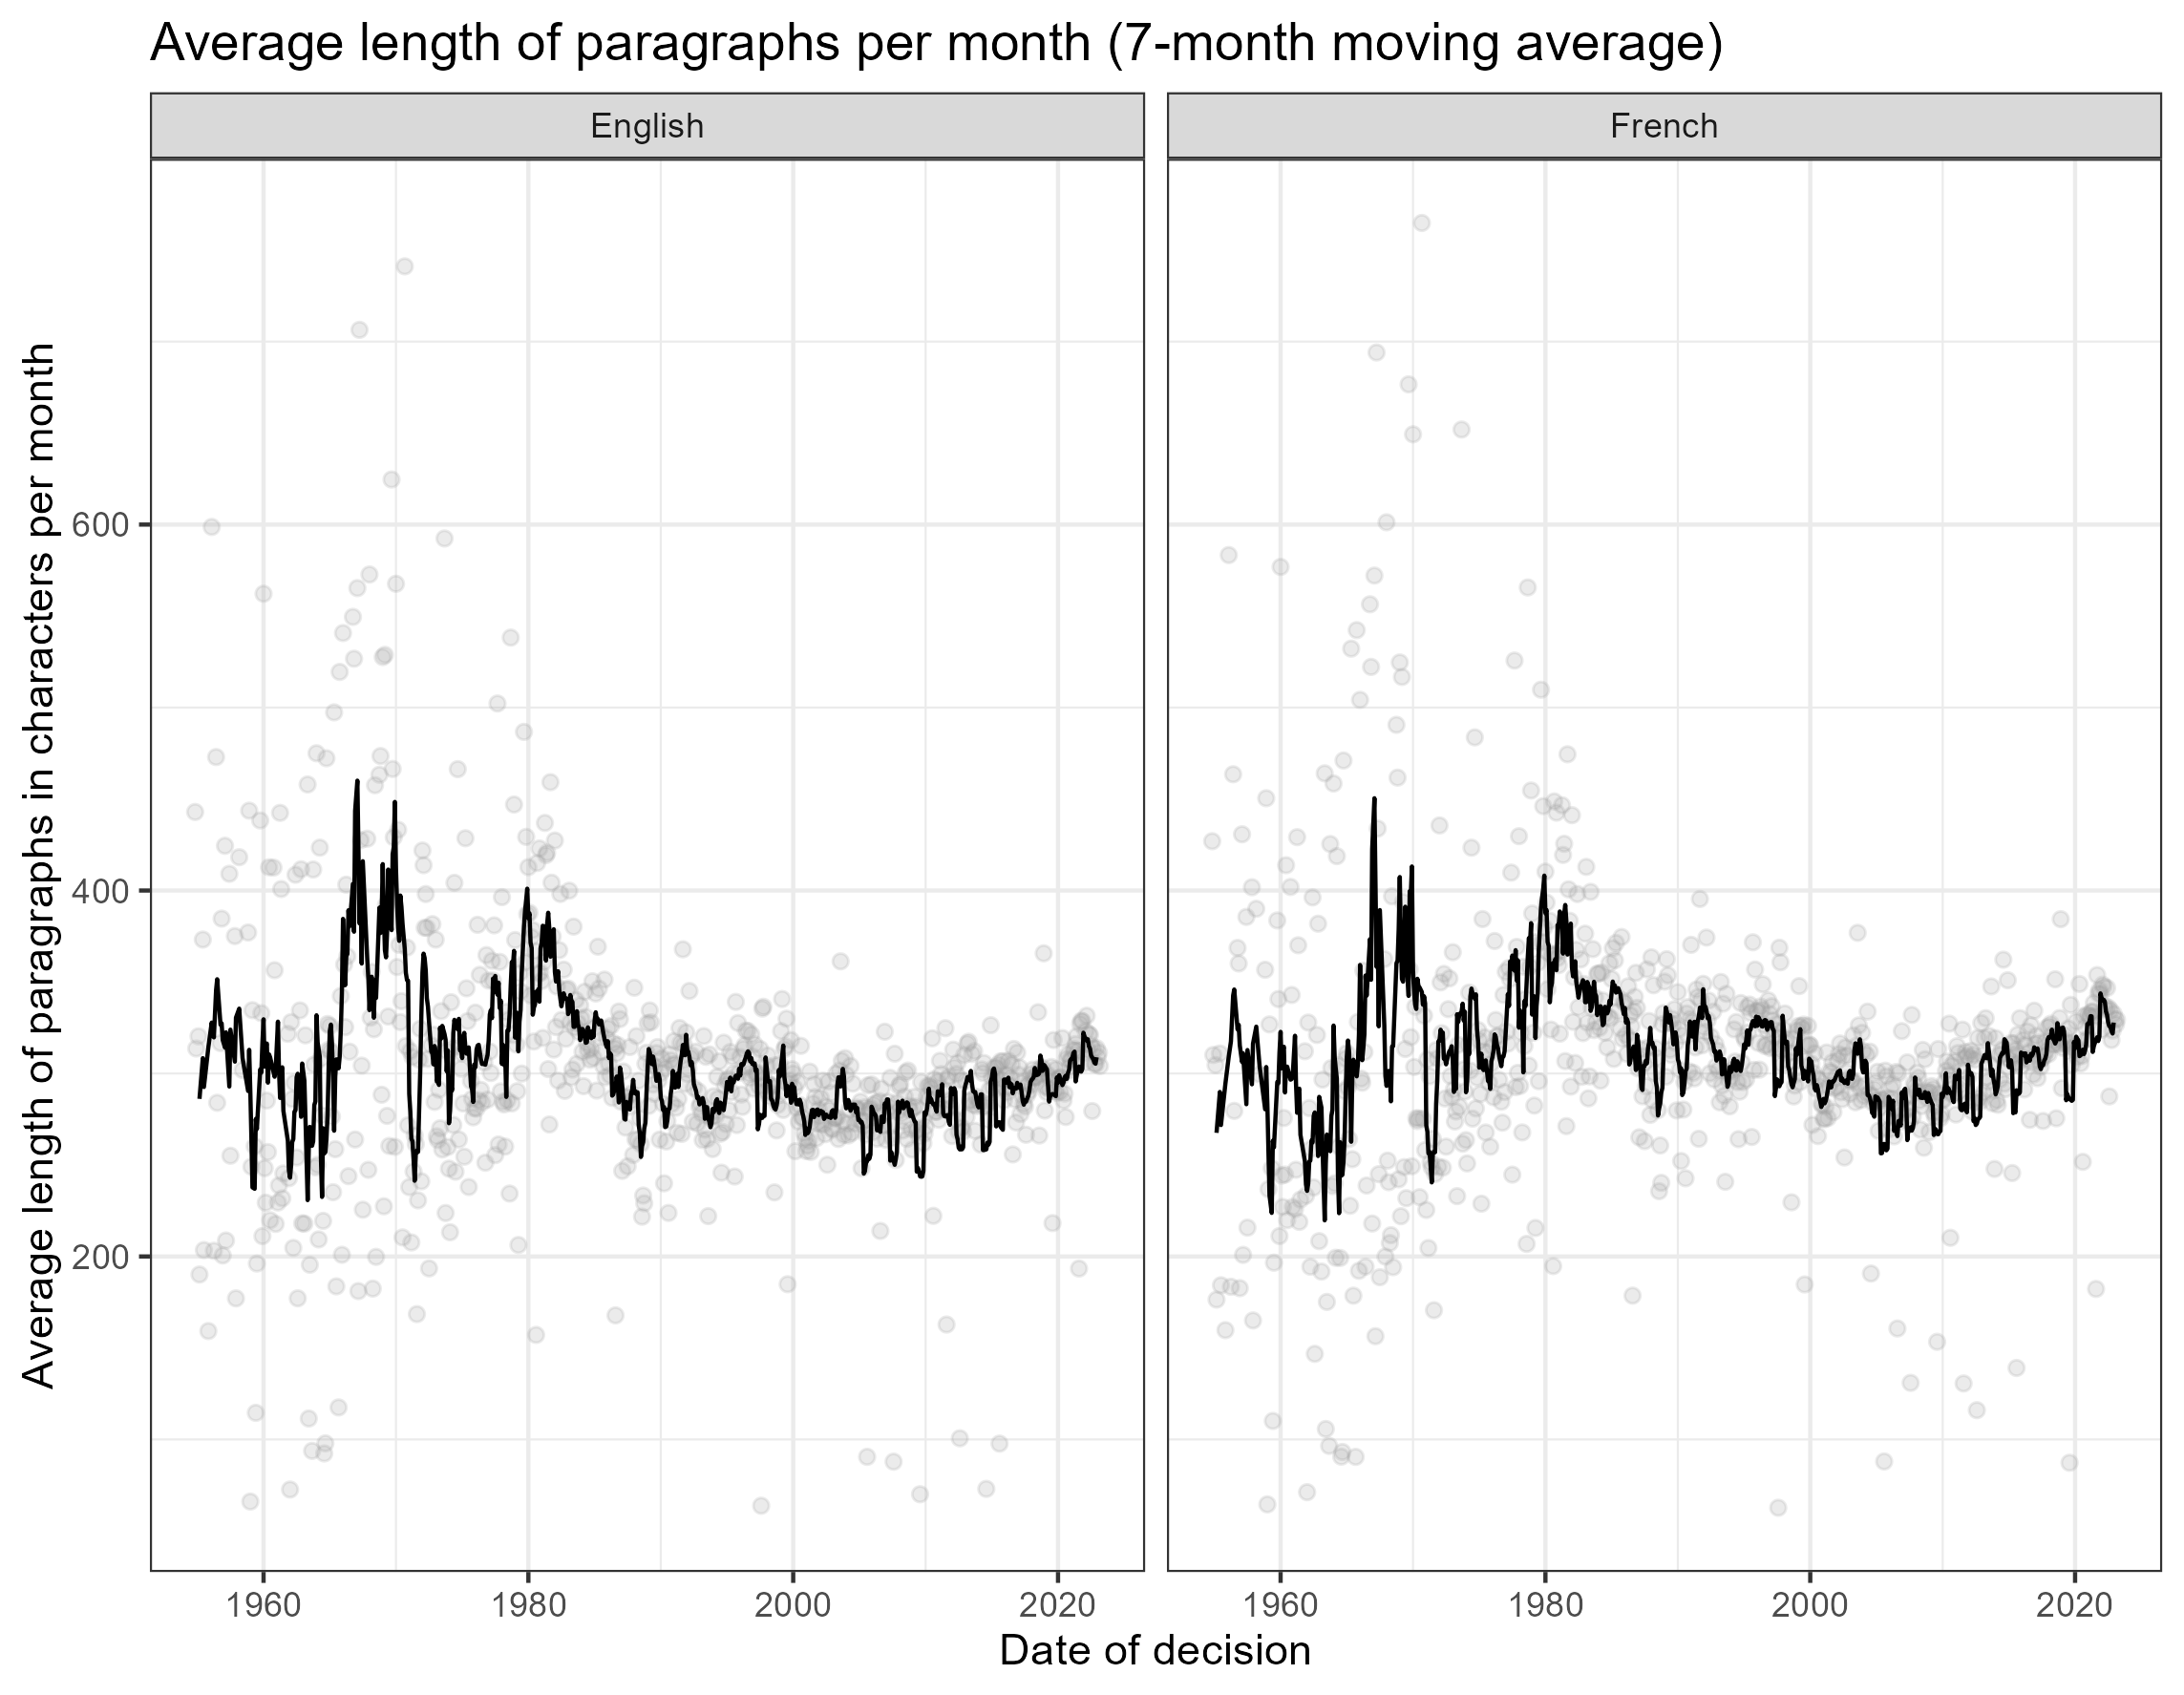 Average length of paragraphs per month (7-month moving average)
English
French
Average length of paragraphs in characters per month
600
400
200
1960 1980 2000 2020
1960 1980 2000 2020
Date of decision